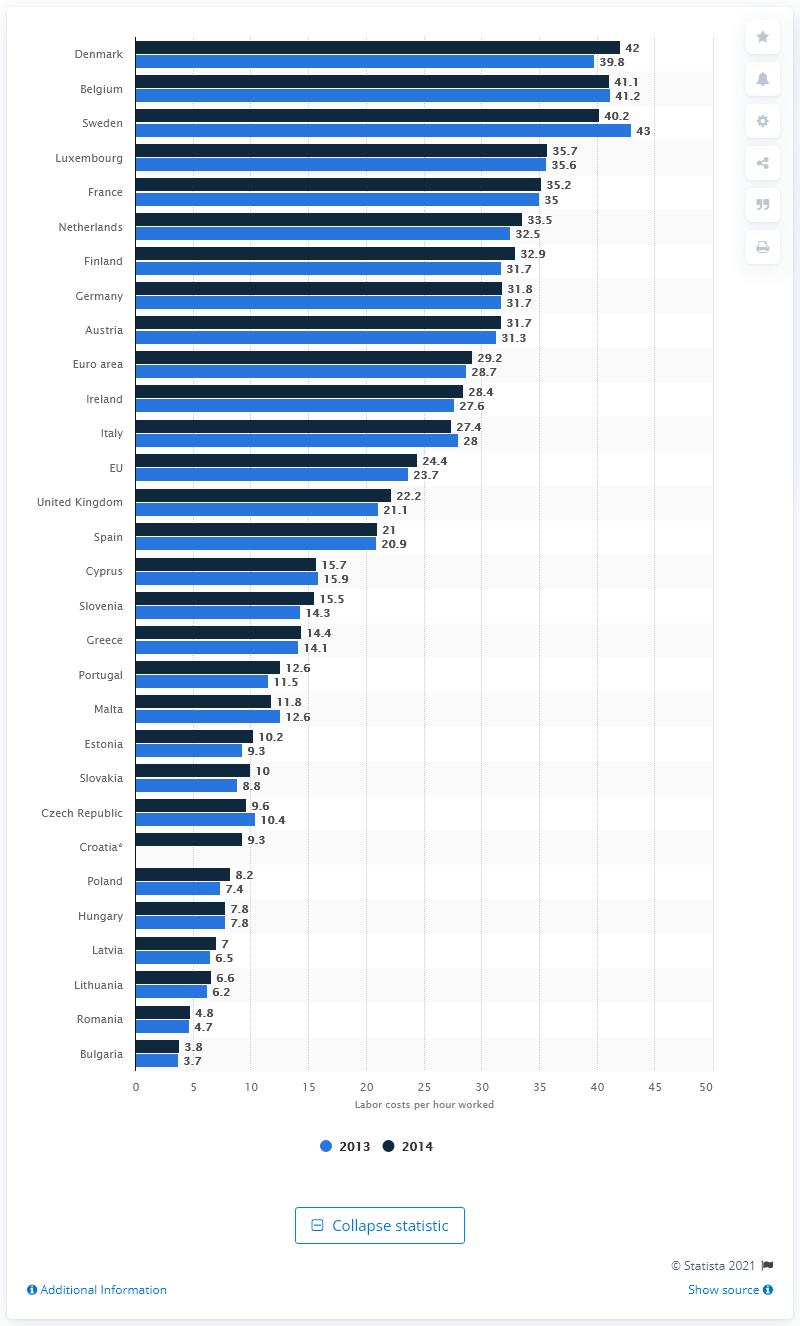 Denmark 42
39.8
Belgium 41.1
41.2
Sweden 40.2
43
Luxembourg 35.7
35.6
France 35.2
35
Netherlands 33.5
32.5
Finland 32.9
31.7
Germany 31.8
31.7
Austria 31.7
31.3
Euro area 29.2
28.7
Ireland 28.4
27.6
Italy 27.4
28
EU 24.4
23.7
United Kingdom 22.2
21.1
Spain 21
20.9
Cyprus 15.7
15.9
Slovenia 15.5
14.3
Greece 14.4
14.1
Portugal 12.6
11.5
Malta 11.8
12.6
Estonia 10.2
9.3
Slovakia 10
8.8
Czech Republic 9.6
10.4
Croatia* 9.3
Poland 8.2
7.4
Hungary 7.8
7.8
Latvia 7
6.5
Lithuania 6.6
6.2
Romania 4.8
4.7
Bulgaria 3.8
3.7
0 5 10 15 20 25 30 35 40 45 50
Labor costs per hour worked
2013 2014
Collapse statistic
© Statista 2021
Additional Information Show source